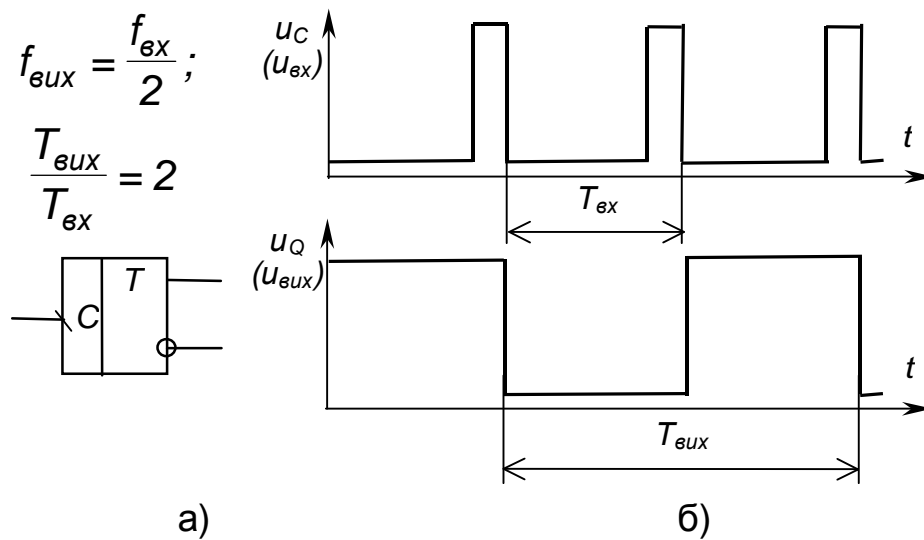 f_вих = f_вх / 2 ;
T_вих / T_вх = 2
T
C
а)
u_C
(u_вх)
t
T_вх
u_Q
(u_вих)
t
T_вих
б)